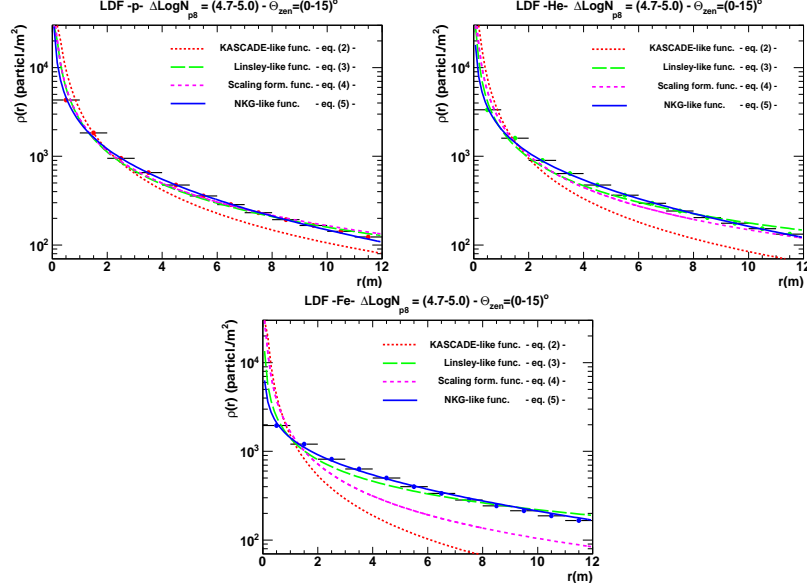 LDF -p- ΔLogN_p8 = (4.7-5.0) - Θ_zen=(0-15)°
ρ(r) (particl./m²)
KASCADE-like func. - eq. (2) -
Linsley-like func. - eq. (3) -
Scaling form. func. - eq. (4) -
NKG-like func. - eq. (5) -
10⁴
10³
10²
0 2 4 6 8 10 12
r(m)
LDF -He- ΔLogN_p8 = (4.7-5.0) - Θ_zen=(0-15)°
ρ(r) (particl./m²)
KASCADE-like func. - eq. (2) -
Linsley-like func. - eq. (3) -
Scaling form. func. - eq. (4) -
NKG-like func. - eq. (5) -
10⁴
10³
10²
0 2 4 6 8 10 12
r(m)
LDF -Fe- ΔLogN_p8 = (4.7-5.0) - Θ_zen=(0-15)°
ρ(r) (particl./m²)
KASCADE-like func. - eq. (2) -
Linsley-like func. - eq. (3) -
Scaling form. func. - eq. (4) -
NKG-like func. - eq. (5) -
10⁴
10³
10²
0 2 4 6 8 10 12
r(m)